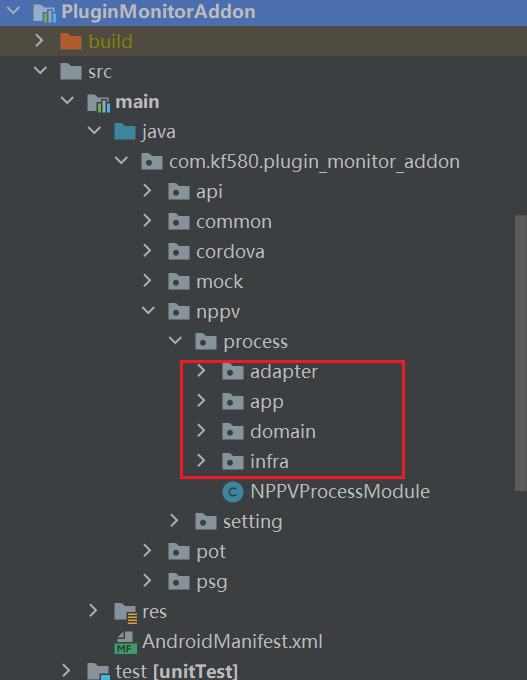 PluginMonitorAddon
build
src
main
java
com.kf580.plugin_monitor_addon
api
common
cordova
mock
nppv
process
adapter
app
domain
infra
C NPPVProcessModule
setting
pot
psg
res
MF AndroidManifest.xml
test [unitTest]